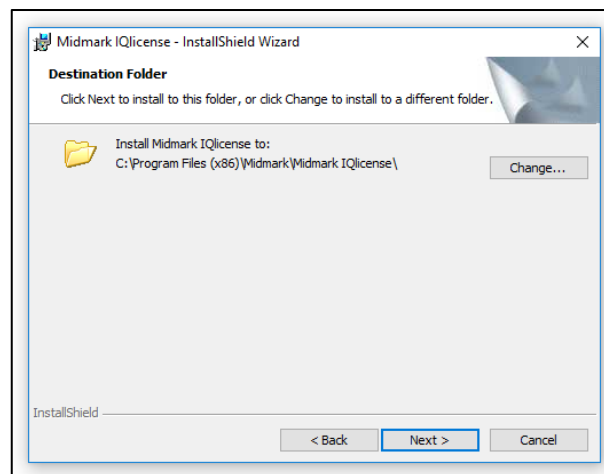 Midmark IQlicense - InstallShield Wizard
Destination Folder
Click Next to install to this folder, or click Change to install to a different folder.
Install Midmark IQlicense to:
C:\Program Files (x86)\Midmark\Midmark IQlicense\
Change...
InstallShield
< Back
Next >
Cancel